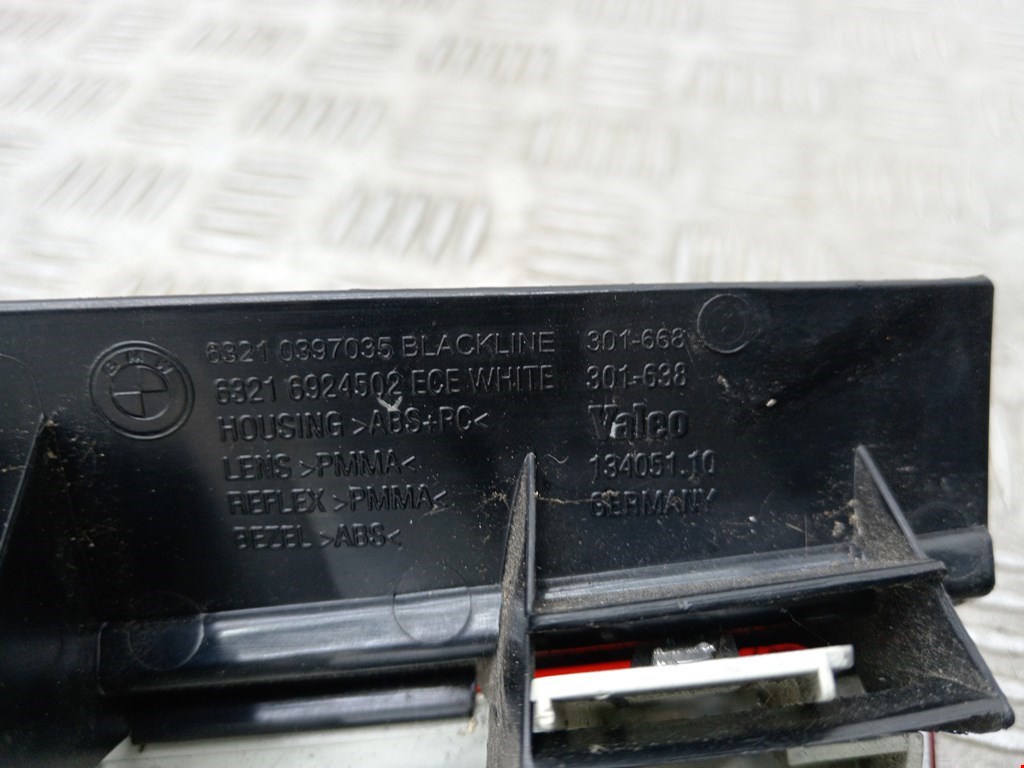 BMW
6321 0397035 BLACKLINE 301-668
6321 6924502 ECE WHITE 301-638
HOUSING >ABS+PC< Valeo
LENS >PMMA< 134051.10
REFLEX >PMMA< GERMANY
BEZEL >ABS<